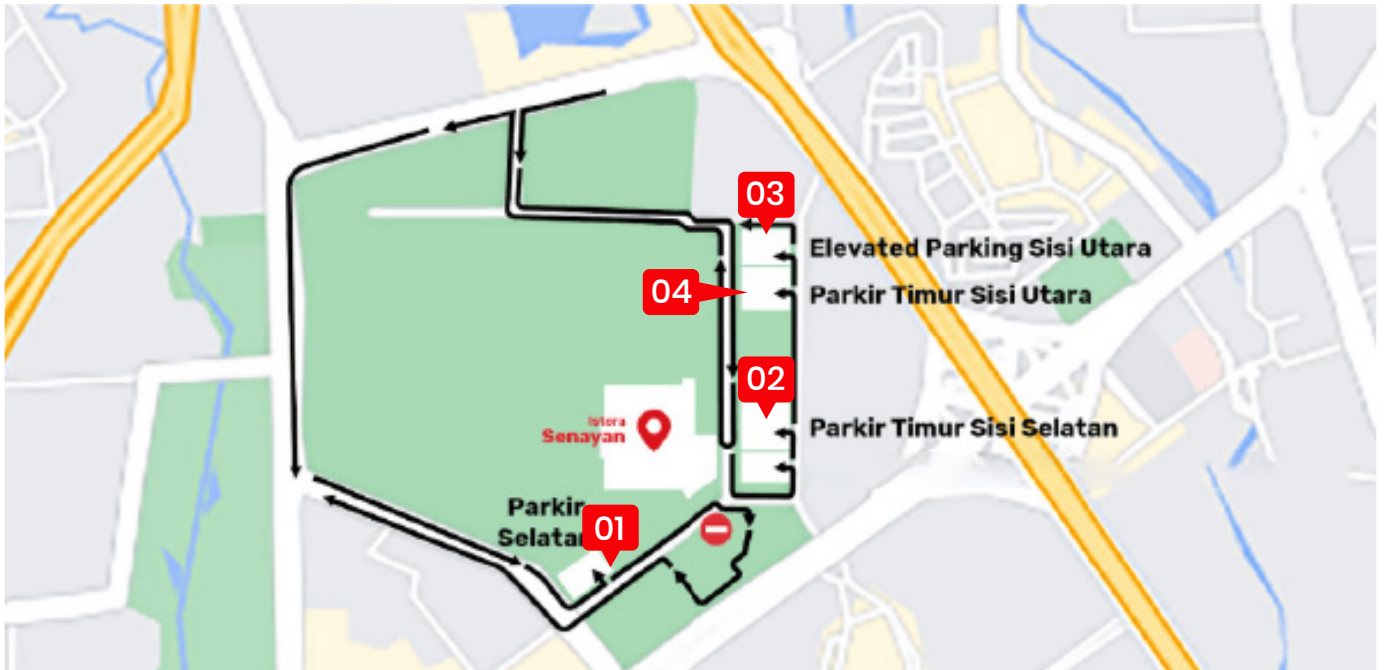 03
Elevated Parking Sisi Utara
04
Parkir Timur Sisi Utara
02
Istora
Senayan
Parkir Timur Sisi Selatan
Parkir
Selatan
01